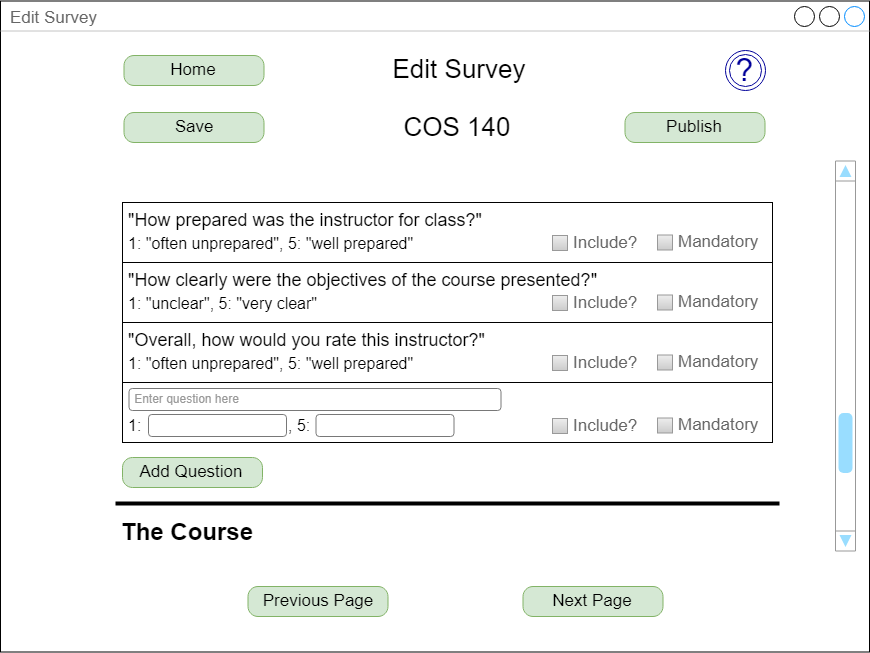 Edit Survey
Home
Edit Survey
?
Save
COS 140
Publish
"How prepared was the instructor for class?"
1: "often unprepared", 5: "well prepared"
Include?
Mandatory
"How clearly were the objectives of the course presented?"
1: "unclear", 5: "very clear"
Include?
Mandatory
"Overall, how would you rate this instructor?"
1: "often unprepared", 5: "well prepared"
Include?
Mandatory
Enter question here
1: , 5:
Include?
Mandatory
Add Question
The Course
Previous Page
Next Page